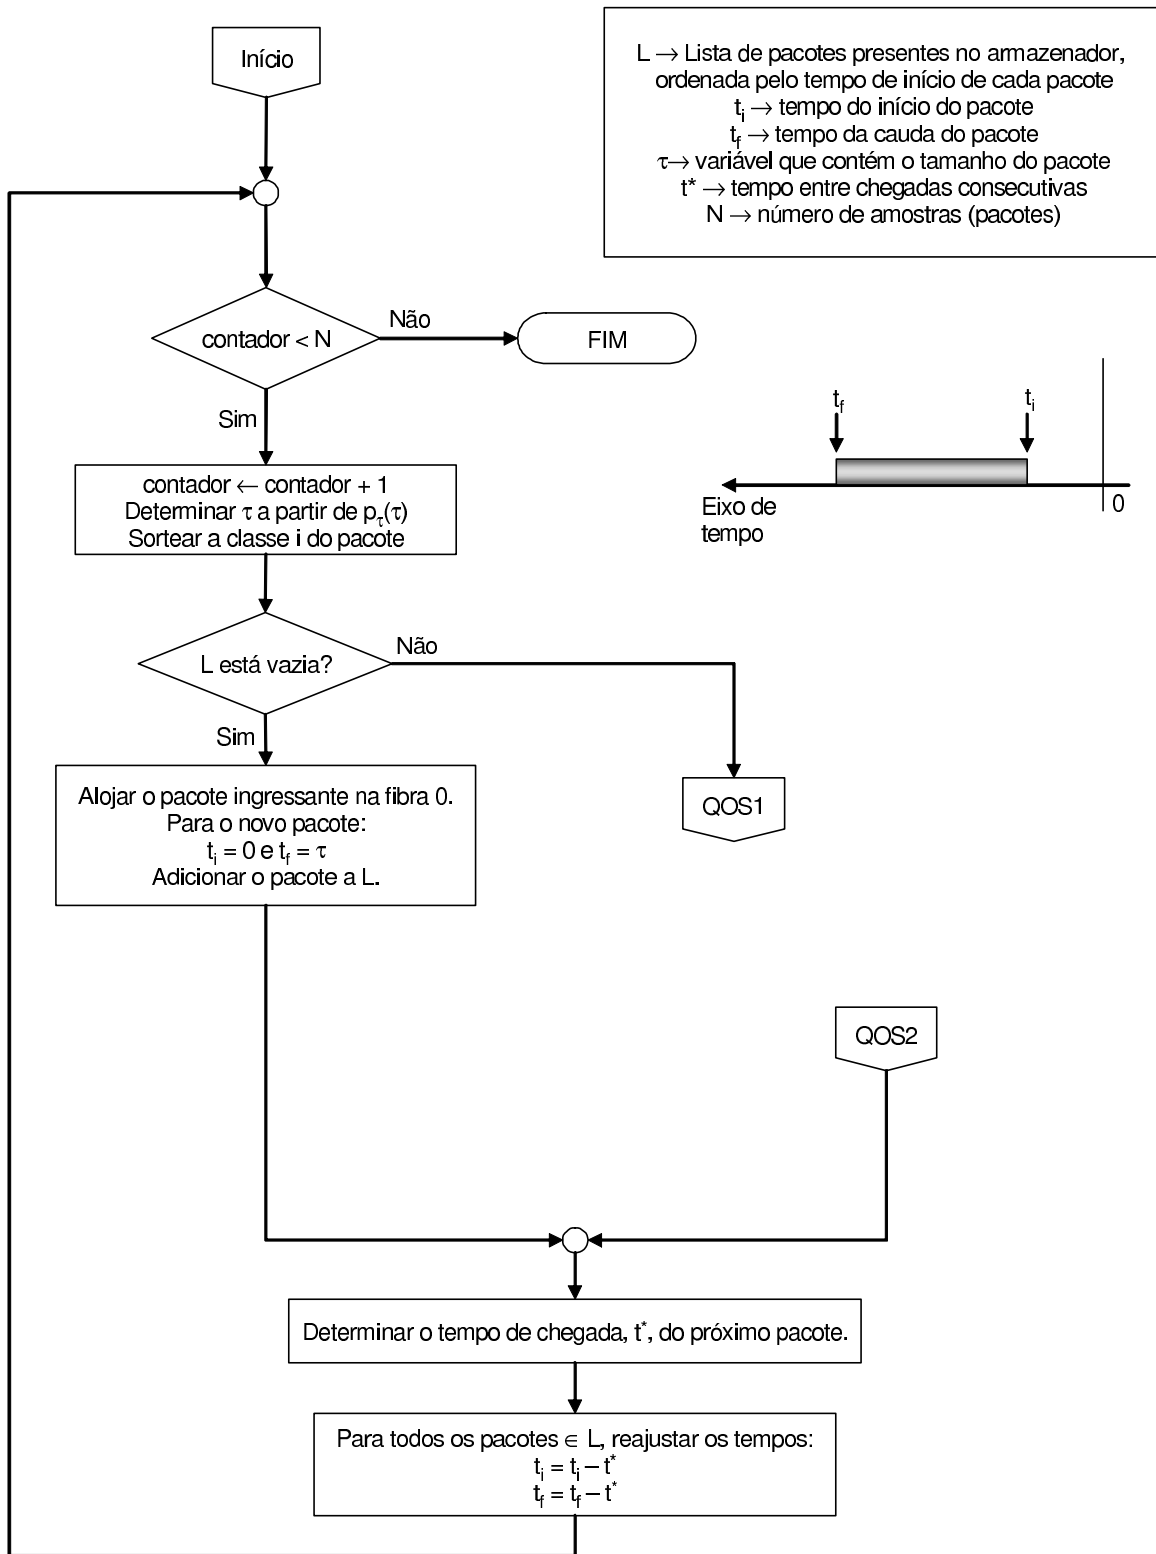 Início
L → Lista de pacotes presentes no armazenador,
ordenada pelo tempo de início de cada pacote
t_i → tempo do início do pacote
t_f → tempo da cauda do pacote
τ → variável que contém o tamanho do pacote
t* → tempo entre chegadas consecutivas
N → número de amostras (pacotes)
contador < N
Não
FIM
Sim
t_f
t_i
Eixo de
tempo
0
contador ← contador + 1
Determinar τ a partir de p_τ(τ)
Sortear a classe i do pacote
L está vazia?
Não
Sim
QOS1
Alojar o pacote ingressante na fibra 0.
Para o novo pacote:
t_i = 0 e t_f = τ
Adicionar o pacote a L.
QOS2
Determinar o tempo de chegada, t*, do próximo pacote.
Para todos os pacotes ∈ L, reajustar os tempos:
t_i = t_i – t*
t_f = t_f – t*